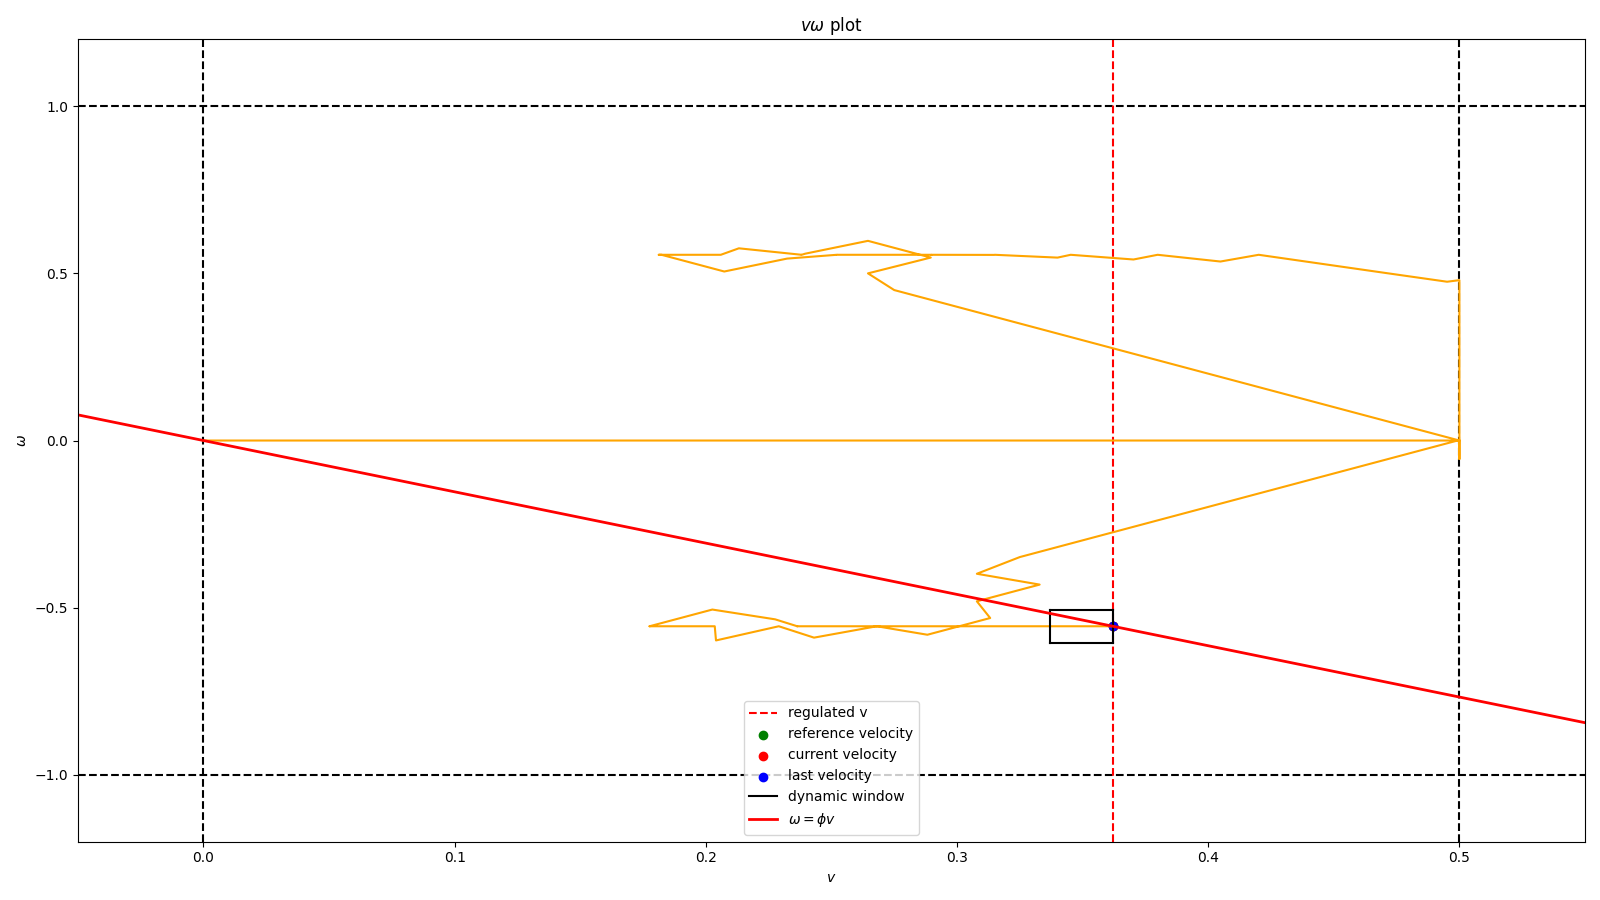 vω plot
1.0
0.5
0.0
−0.5
−1.0
ω
regulated v
reference velocity
current velocity
last velocity
dynamic window
ω = ϕv
0.0 0.1 0.2 0.3 0.4 0.5
v